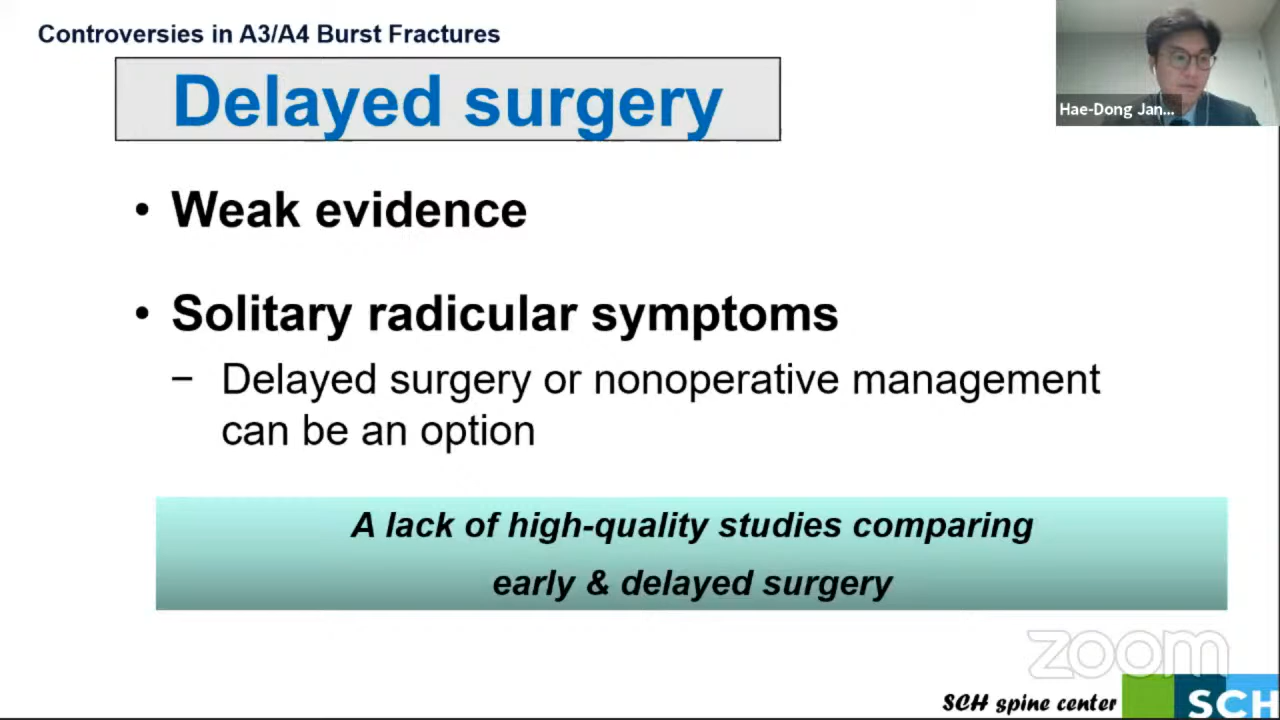 Controversies in A3/A4 Burst Fractures
Hae-Dong Jan...
Delayed surgery
• Weak evidence
• Solitary radicular symptoms
– Delayed surgery or nonoperative management
can be an option
A lack of high-quality studies comparing
early & delayed surgery
zoom
SCH spine center
SCH